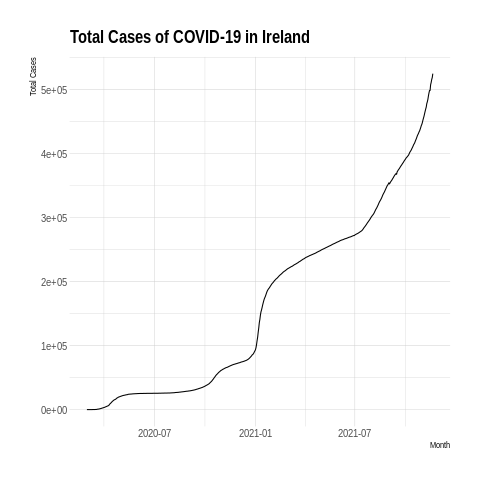 Total Cases of COVID-19 in Ireland
Total Cases
5e+05
4e+05
3e+05
2e+05
1e+05
0e+00
2020-07
2021-01
2021-07
Month